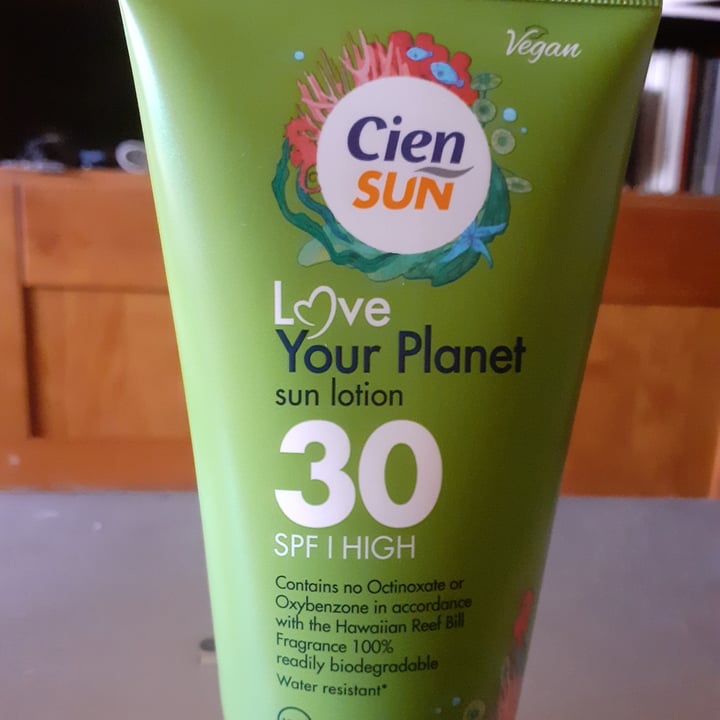 Vegan
Cien
SUN
Love
Your Planet
sun lotion
30
SPF | HIGH
Contains no Octinoxate or
Oxybenzone in accordance
with the Hawaiian Reef Bill
Fragrance 100%
readily biodegradable
Water resistant*